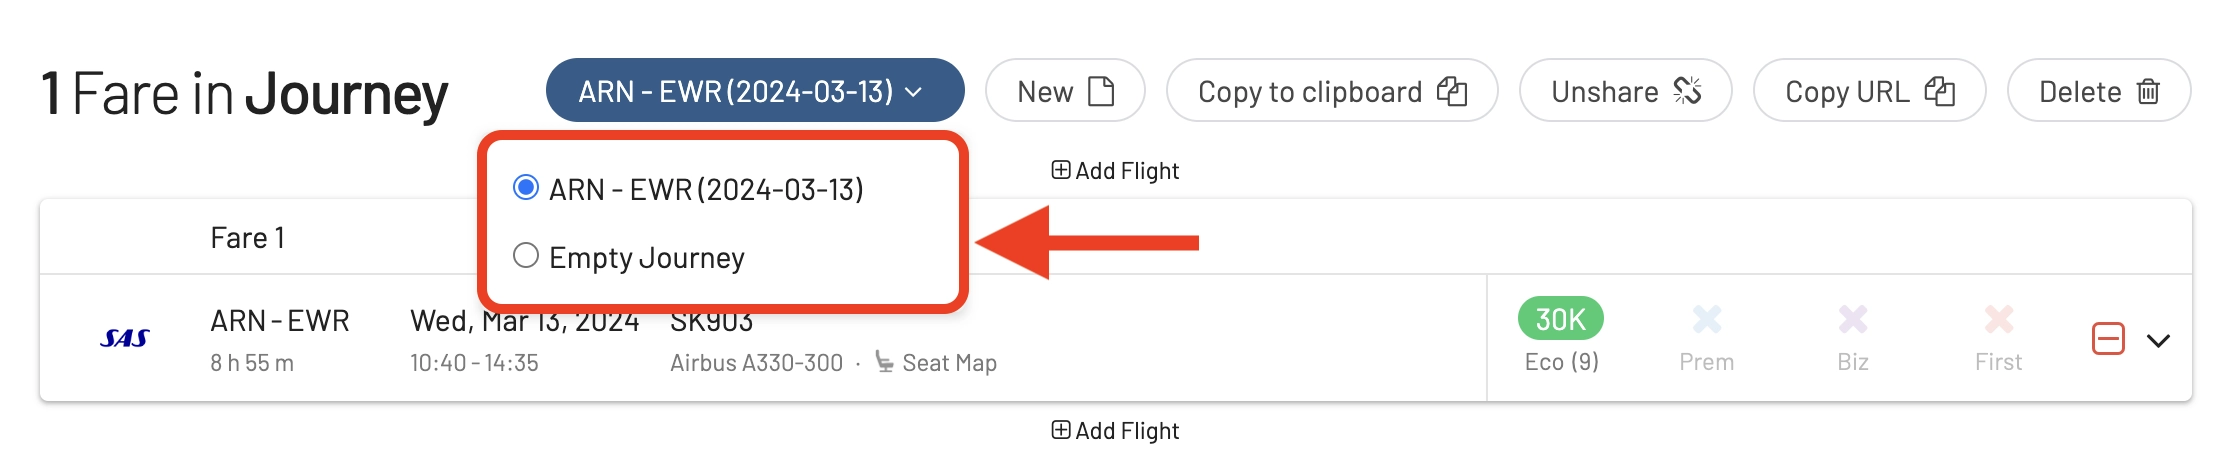 1 Fare in Journey
ARN - EWR (2024-03-13)
New
Copy to clipboard
Unshare
Copy URL
Delete
ARN - EWR (2024-03-13)
Empty Journey
Add Flight
Fare 1
SAS
ARN - EWR
8 h 55 m
Wed, Mar 13, 2024
10:40 - 14:35
SK903
Airbus A330-300 · Seat Map
30K
Eco (9)
Prem
Biz
First
Add Flight